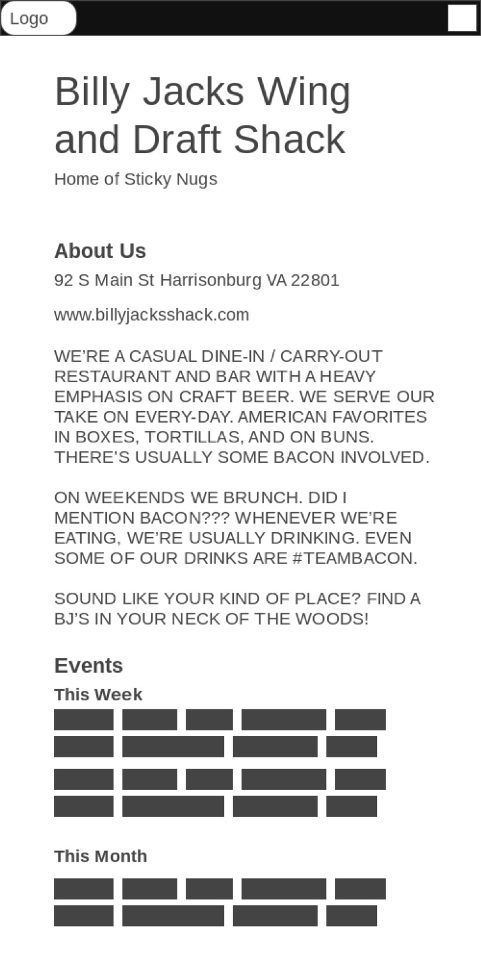 Logo
Billy Jacks Wing
and Draft Shack
Home of Sticky Nugs
About Us
92 S Main St Harrisonburg VA 22801
www.billyjacksshack.com
WE’RE A CASUAL DINE-IN / CARRY-OUT
RESTAURANT AND BAR WITH A HEAVY
EMPHASIS ON CRAFT BEER. WE SERVE OUR
TAKE ON EVERY-DAY. AMERICAN FAVORITES
IN BOXES, TORTILLAS, AND ON BUNS.
THERE’S USUALLY SOME BACON INVOLVED.
ON WEEKENDS WE BRUNCH. DID I
MENTION BACON??? WHENEVER WE’RE
EATING, WE’RE USUALLY DRINKING. EVEN
SOME OF OUR DRINKS ARE #TEAMBACON.
SOUND LIKE YOUR KIND OF PLACE? FIND A
BJ’S IN YOUR NECK OF THE WOODS!
Events
This Week
This Month